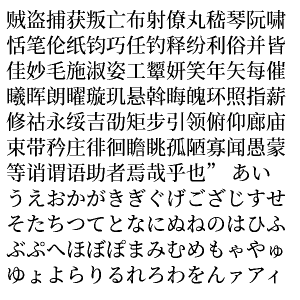 贼盗捕获叛亡布射僚丸嵇琴阮啸
恬笔伦纸钧巧任钓释纷利俗并皆
佳妙毛施淑姿工颦妍笑年矢每催
曦晖朗曜璇玑悬斡晦魄环照指薪
修祜永绥吉劭矩步引领俯仰廊庙
束带矜庄徘徊瞻眺孤陋寡闻愚蒙
等诮谓语助者焉哉乎也” あい
うえおかがきぎぐげごござじすせ
そたちつてとなにぬねのはひふ
ぶぷへほぼぽまみむめもゃやゅ
ゆょよらりるれろわをんァアィ